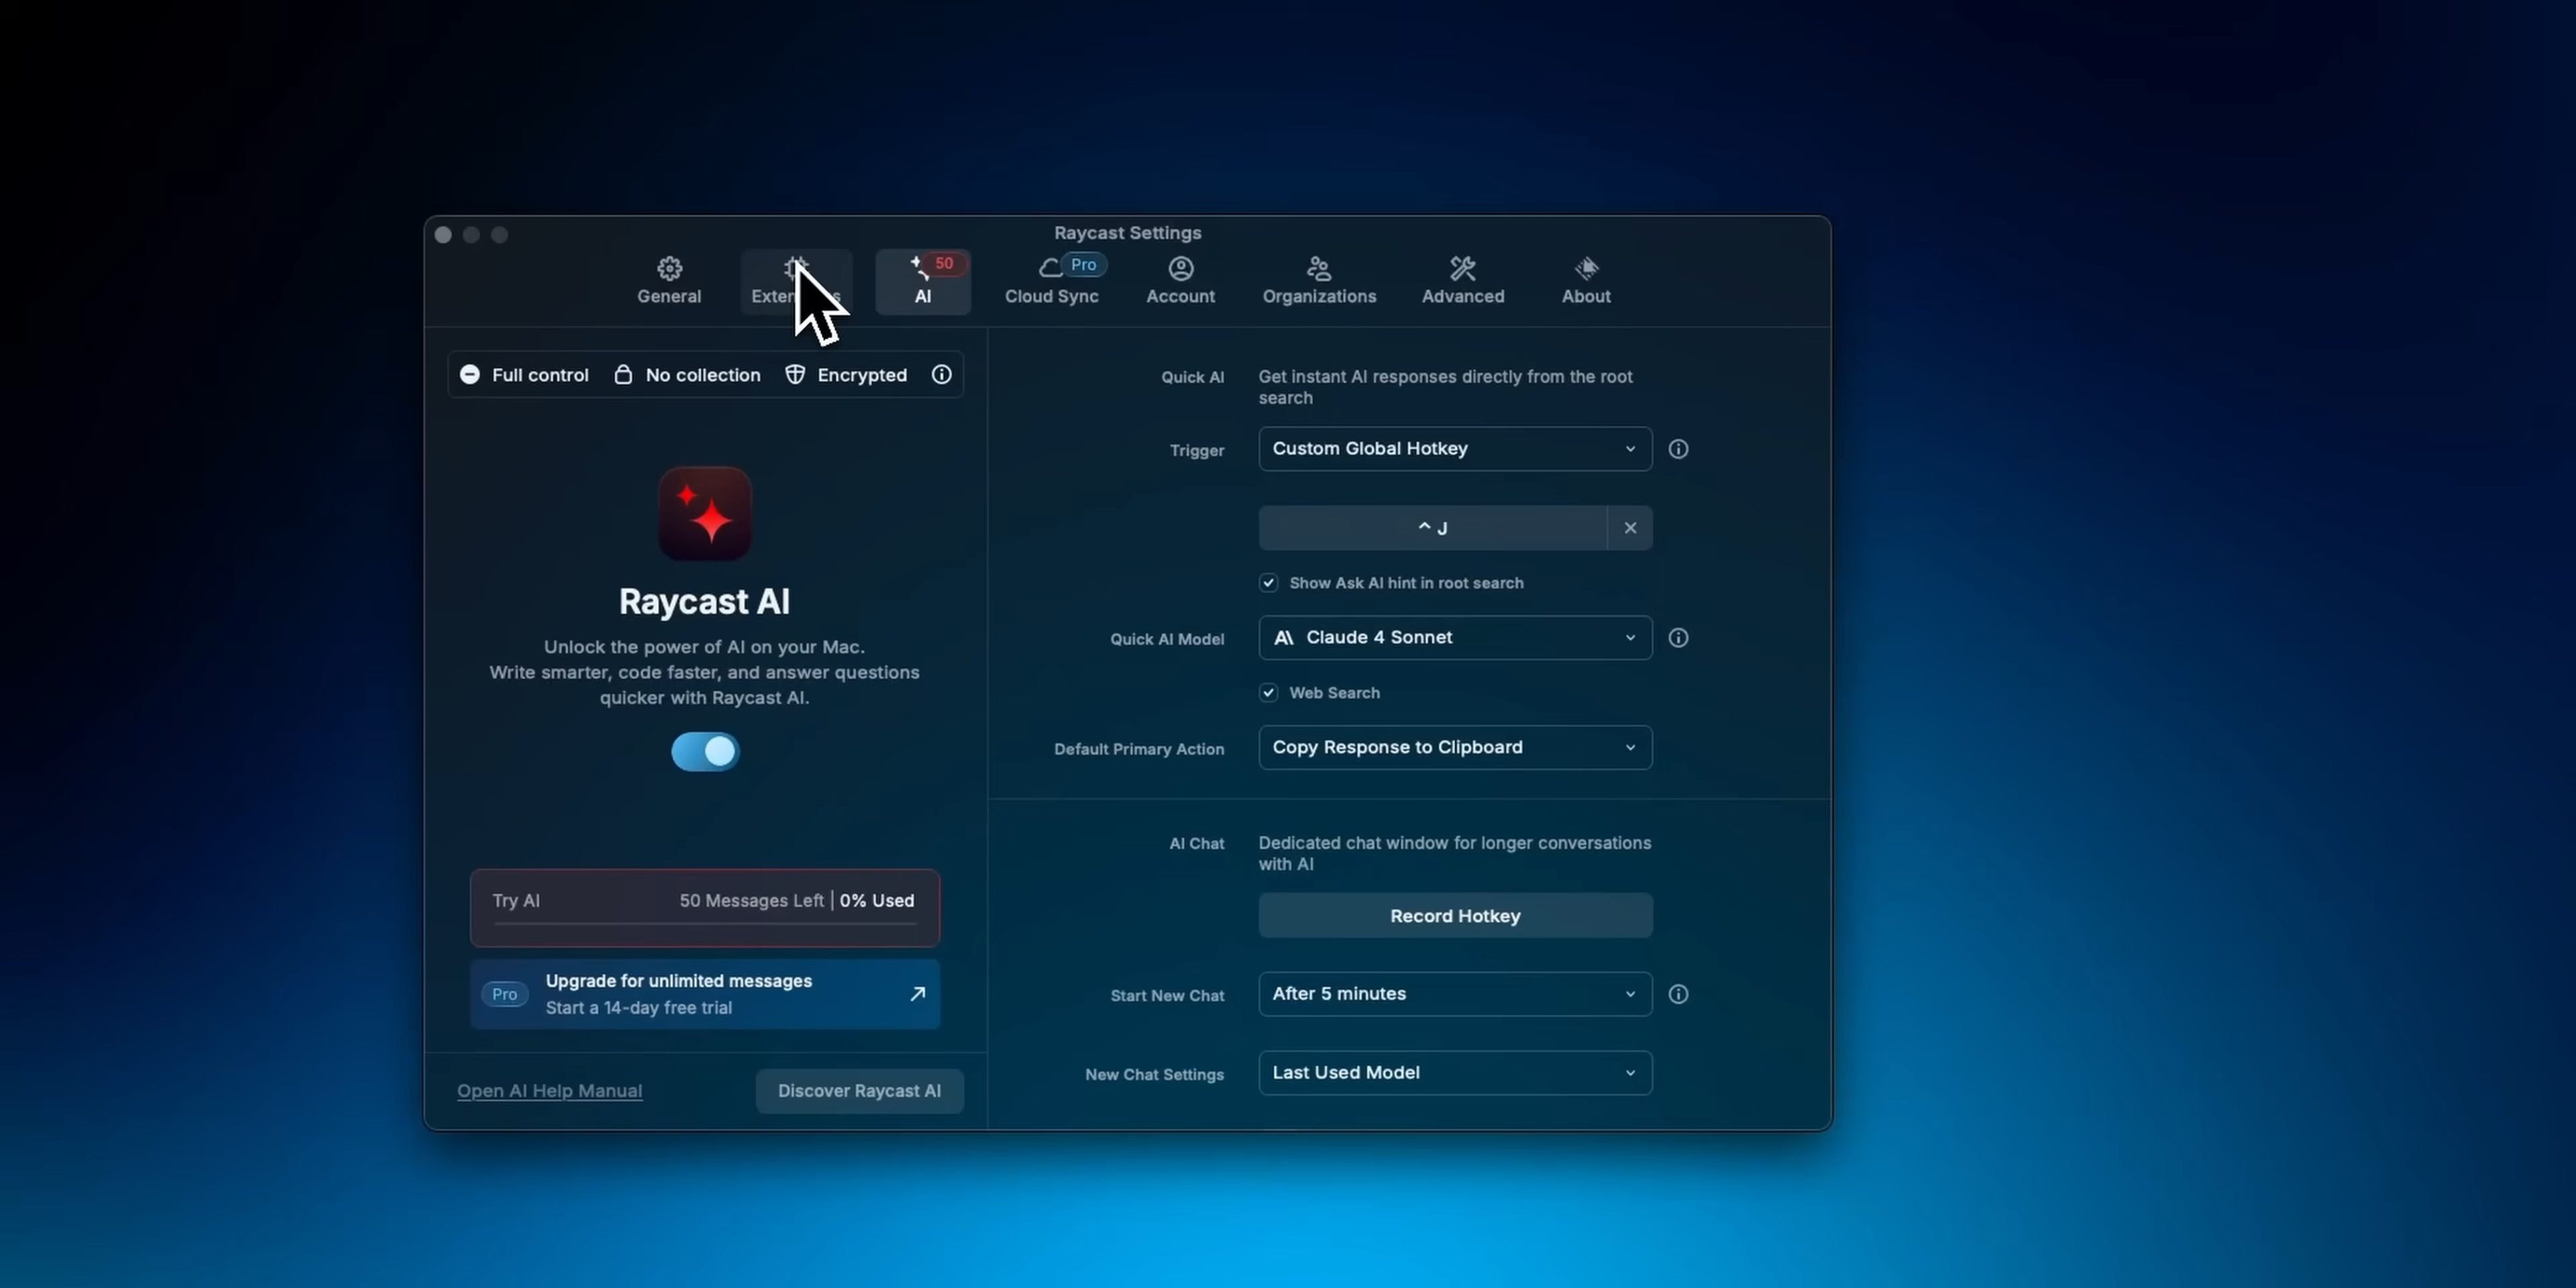 Raycast Settings
General
AI
50
Cloud Sync
Pro
Account
Organizations
Advanced
About
Full control
No collection
Encrypted
Raycast AI
Unlock the power of AI on your Mac.
Write smarter, code faster, and answer questions
quicker with Raycast AI.
Try AI
50 Messages Left | 0% Used
Pro
Upgrade for unlimited messages
Start a 14-day free trial
Open AI Help Manual
Discover Raycast AI
Quick AI
Get instant AI responses directly from the root
search
Trigger
Custom Global Hotkey
^ J
Show Ask AI hint in root search
Quick AI Model
Claude 4 Sonnet
Web Search
Default Primary Action
Copy Response to Clipboard
AI Chat
Dedicated chat window for longer conversations
with AI
Record Hotkey
Start New Chat
After 5 minutes
New Chat Settings
Last Used Model